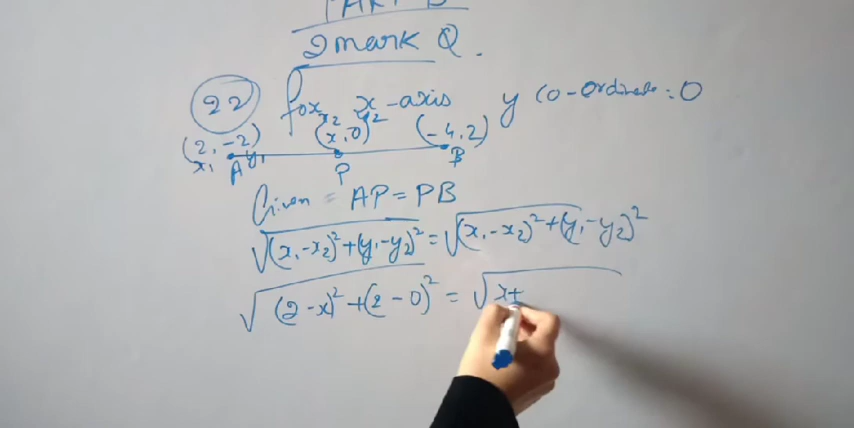 PART B
2 mark Q.
22 for x-axis y co-ordinate : 0
x2 y2
(2, -2) (x, 0) (-4, 2)
x1 y1 A P B
Given = AP = PB
√(x1-x2)²+(y1-y2)² = √(x1-x2)²+(y1-y2)²
√(2-x)²+(2-0)² = √x+